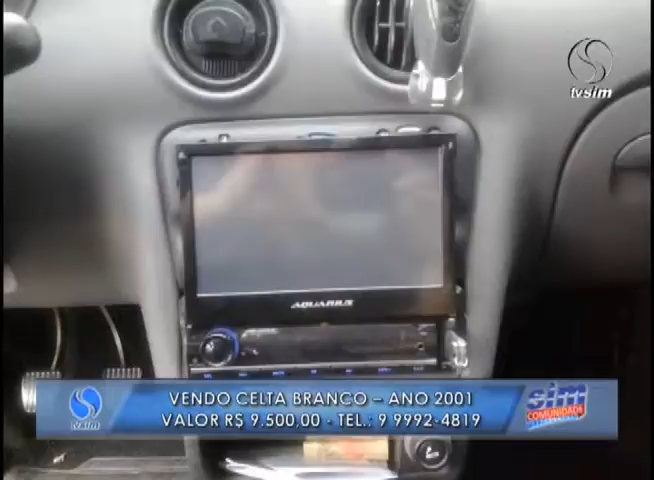 tvsim
AQUARIUS
VENDO CELTA BRANCO – ANO 2001
VALOR R$ 9.500,00 - TEL.: 9 9992-4819
tvsim
sim
COMUNIDADE